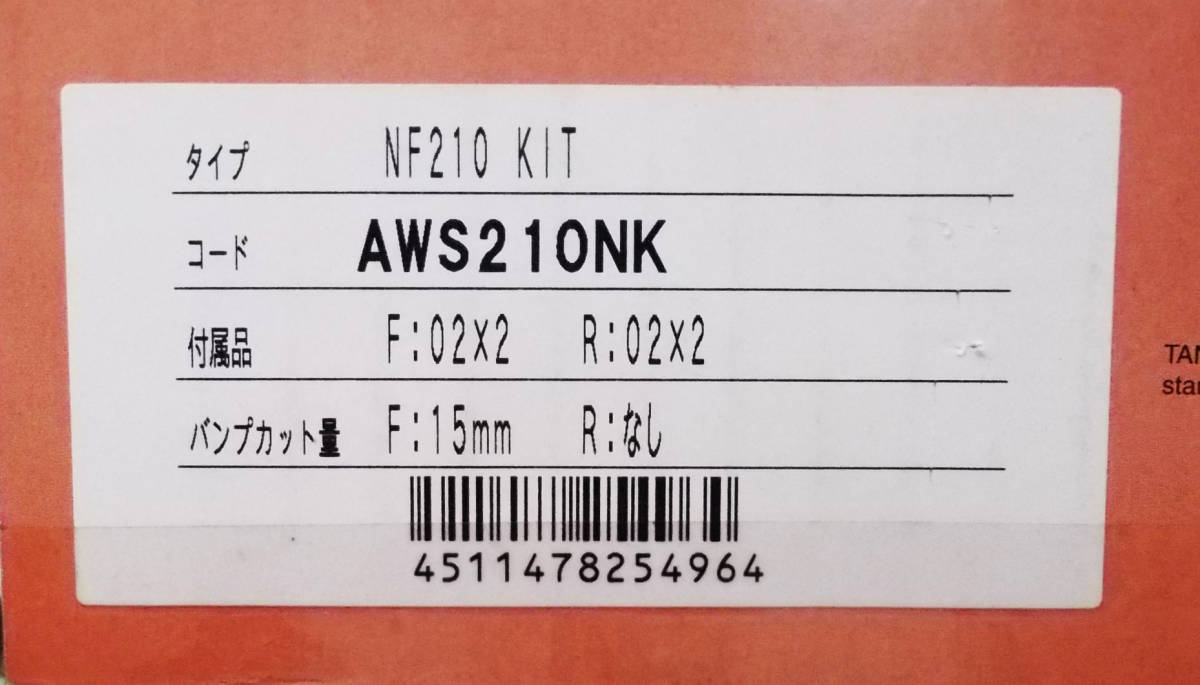 タイプ NF210 KIT
コード AWS210NK
付属品 F:02X2 R:02X2
バンプカット量 F:15mm R:なし
4511478254964
TAN
star